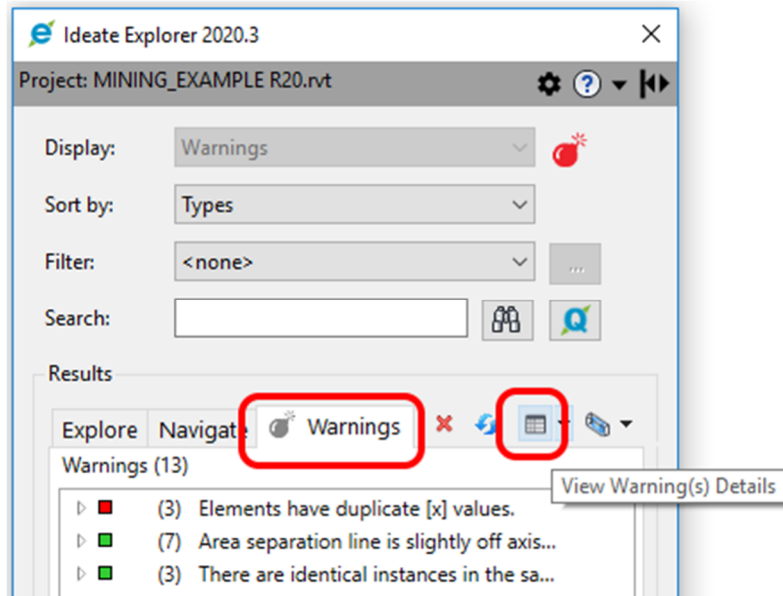 Ideate Explorer 2020.3
Project: MINING_EXAMPLE R20.rvt
Display: Warnings
Sort by: Types
Filter: <none> ...
Search:
Results
Explore Navigate Warnings
Warnings (13)
View Warning(s) Details
(3) Elements have duplicate [x] values.
(7) Area separation line is slightly off axis...
(3) There are identical instances in the sa...